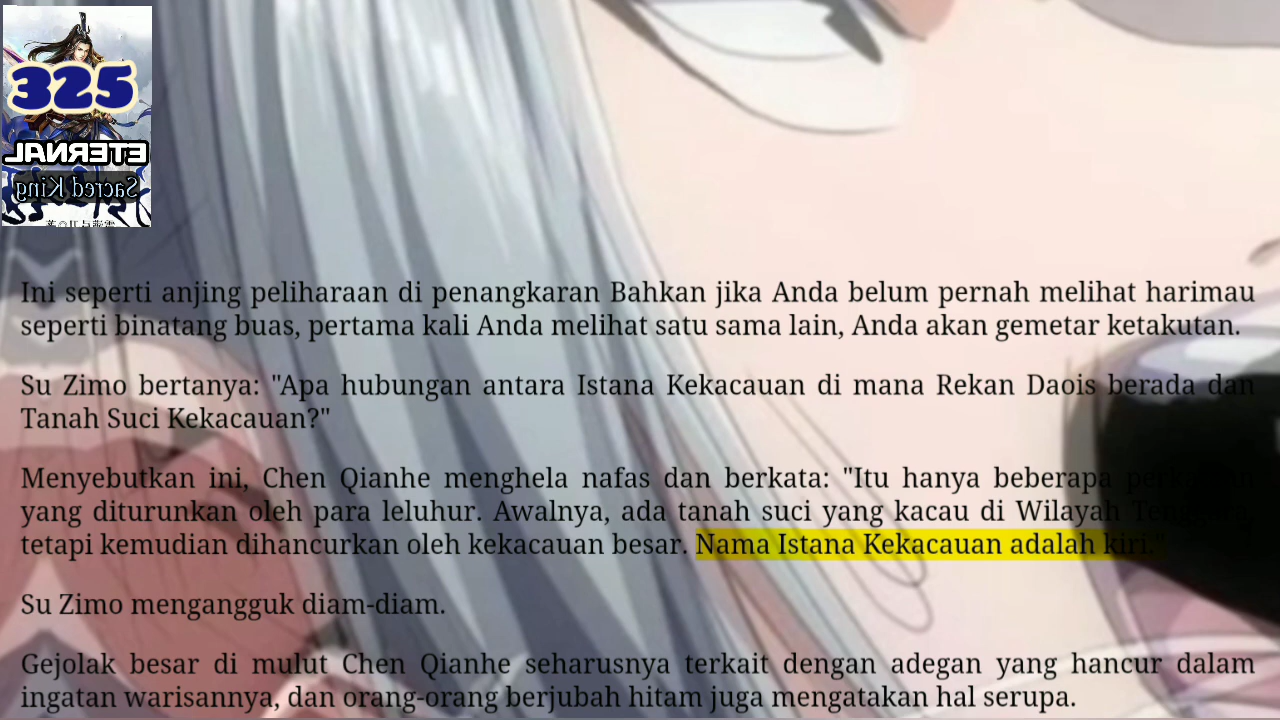 325
ETERNAL
Sacred King
Ini seperti anjing peliharaan di penangkaran Bahkan jika Anda belum pernah melihat harimau
seperti binatang buas, pertama kali Anda melihat satu sama lain, Anda akan gemetar ketakutan.
Su Zimo bertanya: "Apa hubungan antara Istana Kekacauan di mana Rekan Daois berada dan
Tanah Suci Kekacauan?"
Menyebutkan ini, Chen Qianhe menghela nafas dan berkata: "Itu hanya beberapa perkataan
yang diturunkan oleh para leluhur. Awalnya, ada tanah suci yang kacau di Wilayah Tenggara,
tetapi kemudian dihancurkan oleh kekacauan besar. Nama Istana Kekacauan adalah kiri."
Su Zimo mengangguk diam-diam.
Gejolak besar di mulut Chen Qianhe seharusnya terkait dengan adegan yang hancur dalam
ingatan warisannya, dan orang-orang berjubah hitam juga mengatakan hal serupa.